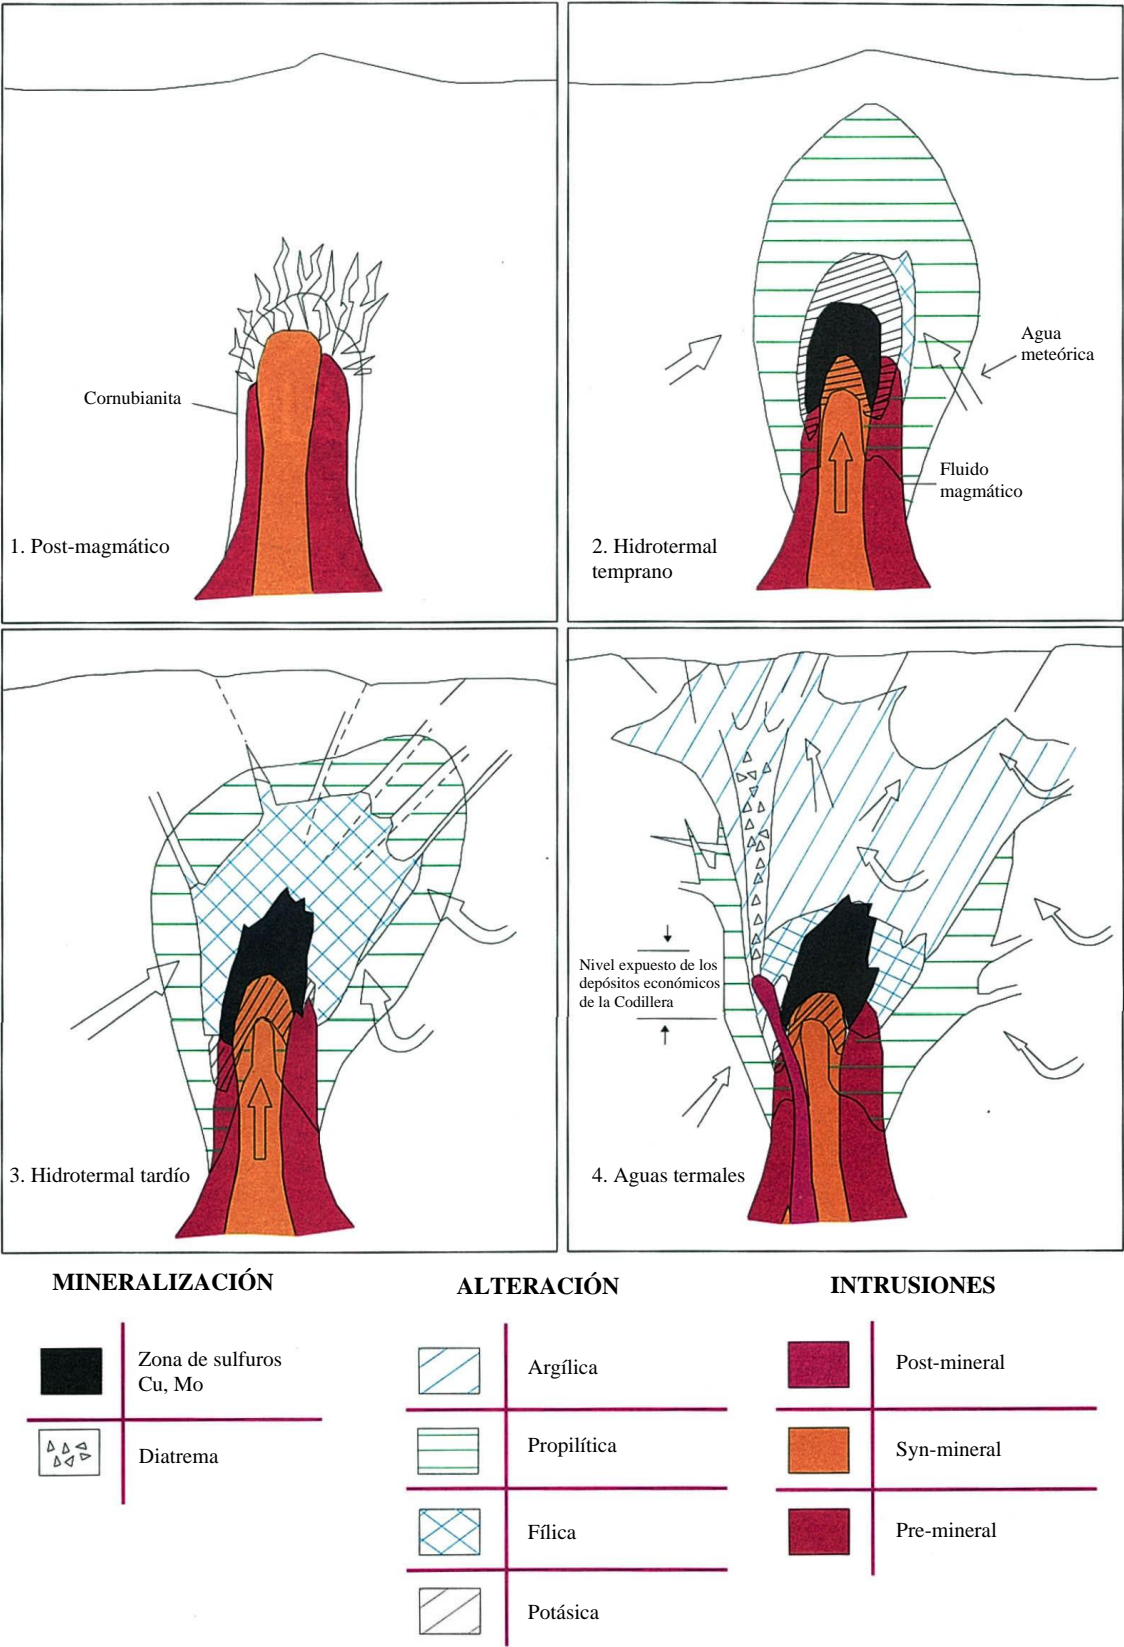 Cornubianita
1. Post-magmático
Agua
meteórica
Fluido
magmático
2. Hidrotermal
temprano
3. Hidrotermal tardío
Nivel expuesto de los
depósitos económicos
de la Codillera
4. Aguas termales
MINERALIZACIÓN
Zona de sulfuros
Cu, Mo
Diatrema
ALTERACIÓN
Argílica
Propilítica
Fílica
Potásica
INTRUSIONES
Post-mineral
Syn-mineral
Pre-mineral